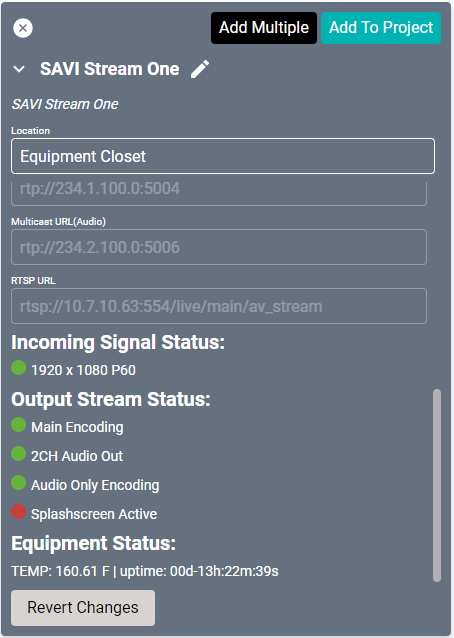 Add Multiple
Add To Project
SAVI Stream One
SAVI Stream One
Location
Equipment Closet
rtp://234.1.100.0:5004
Multicast URL(Audio)
rtp://234.2.100.0:5006
RTSP URL
rtsp://10.7.10.63:554/live/main/av_stream
Incoming Signal Status:
1920 x 1080 P60
Output Stream Status:
Main Encoding
2CH Audio Out
Audio Only Encoding
Splashscreen Active
Equipment Status:
TEMP: 160.61 F | uptime: 00d-13h:22m:39s
Revert Changes